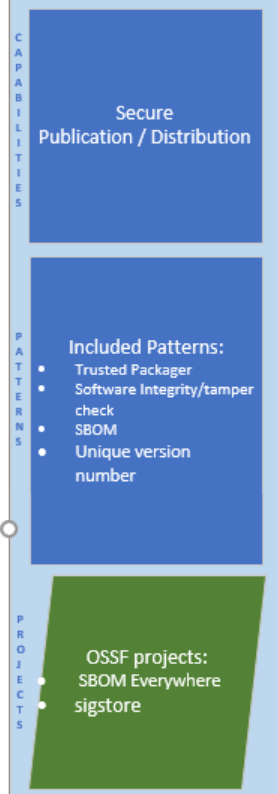 CAPABILITIES
Secure
Publication / Distribution
PATTERNS
Included Patterns:
• Trusted Packager
• Software Integrity/tamper
check
• SBOM
• Unique version
number
PROJECTS
OSSF projects:
• SBOM Everywhere
• sigstore